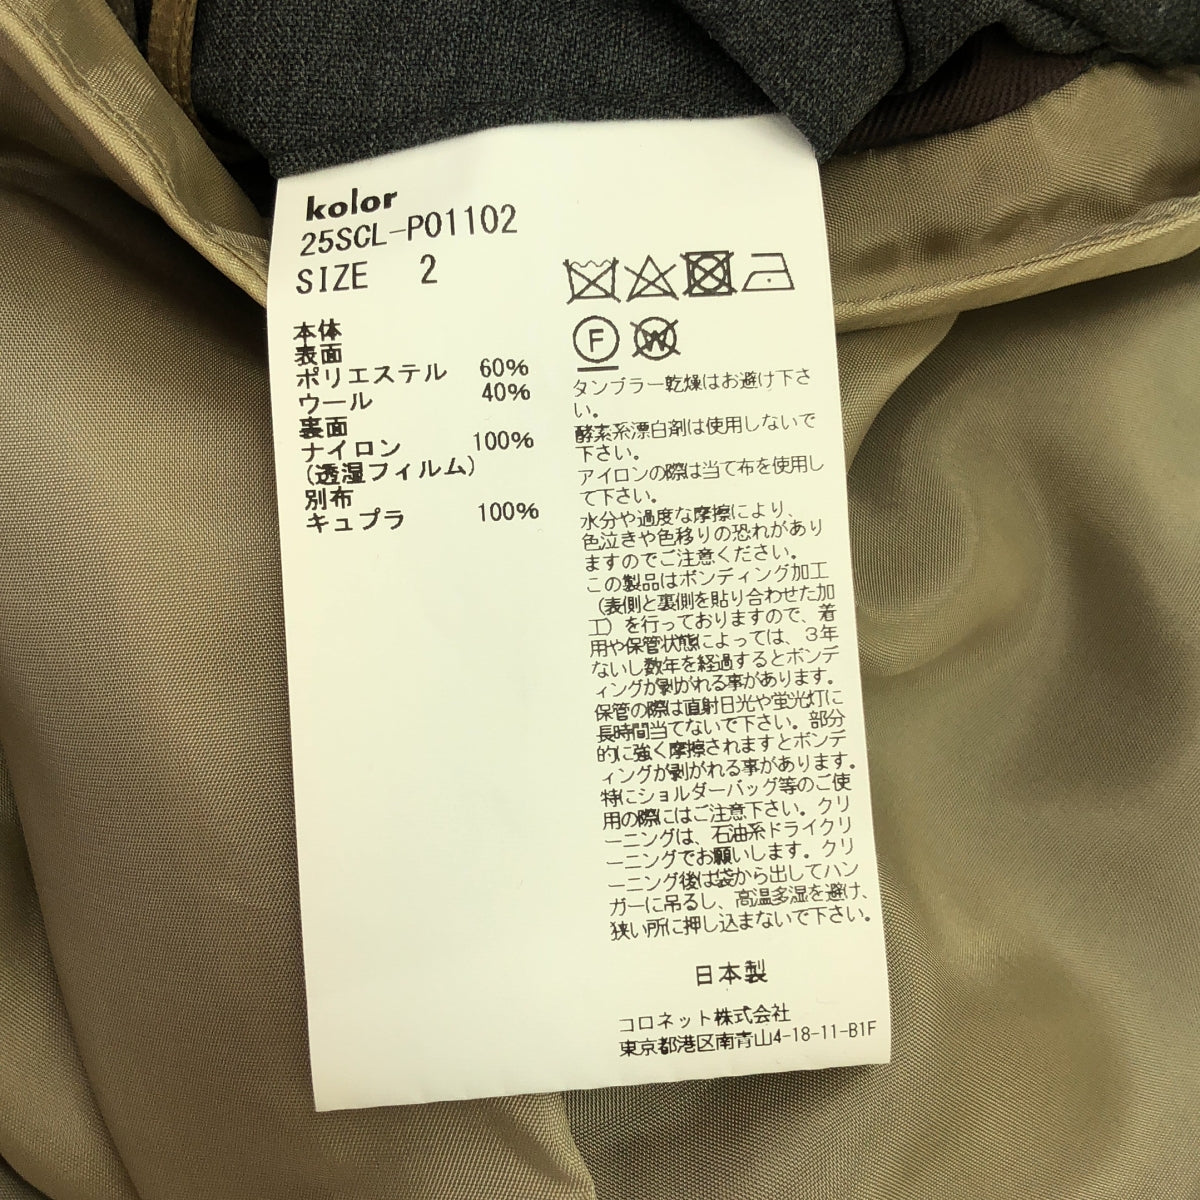 kolor
25SCL-P01102
SIZE 2
本体
表面
ポリエステル 60%
ウール 40%
裏面
ナイロン 100%
(透湿フィルム)
別布
キュプラ 100%
F
W
タンブラー乾燥はお避け下さ
い。
酵素系漂白剤は使用しないで
下さい。
アイロンの際は当て布を使用し
て下さい。
水分や過度な摩擦により、
色泣きや色移りの恐れがあり
ますのでご注意ください。
この製品はボンディング加工
(表側と裏側を貼り合わせた加
工)を行っておりますので、着
用や保管状態によっては、3年
ないし数年を経過するとボンデ
ィングが剥がれる事があります。
保管の際は直射日光や蛍光灯に
長時間当てないで下さい。部分
的に強く摩擦されますとボンデ
ィングが剥がれる事があります。
特にショルダーバッグ等のご使
用の際にはご注意下さい。クリ
ーニングは、石油系ドライクリ
ーニングでお願いします。クリ
ーニング後は袋から出してハン
ガーに吊るし、高温多湿を避け、
狭い所に押し込まないで下さい。
日本製
コロネット株式会社
東京都港区南青山4-18-11-B1F